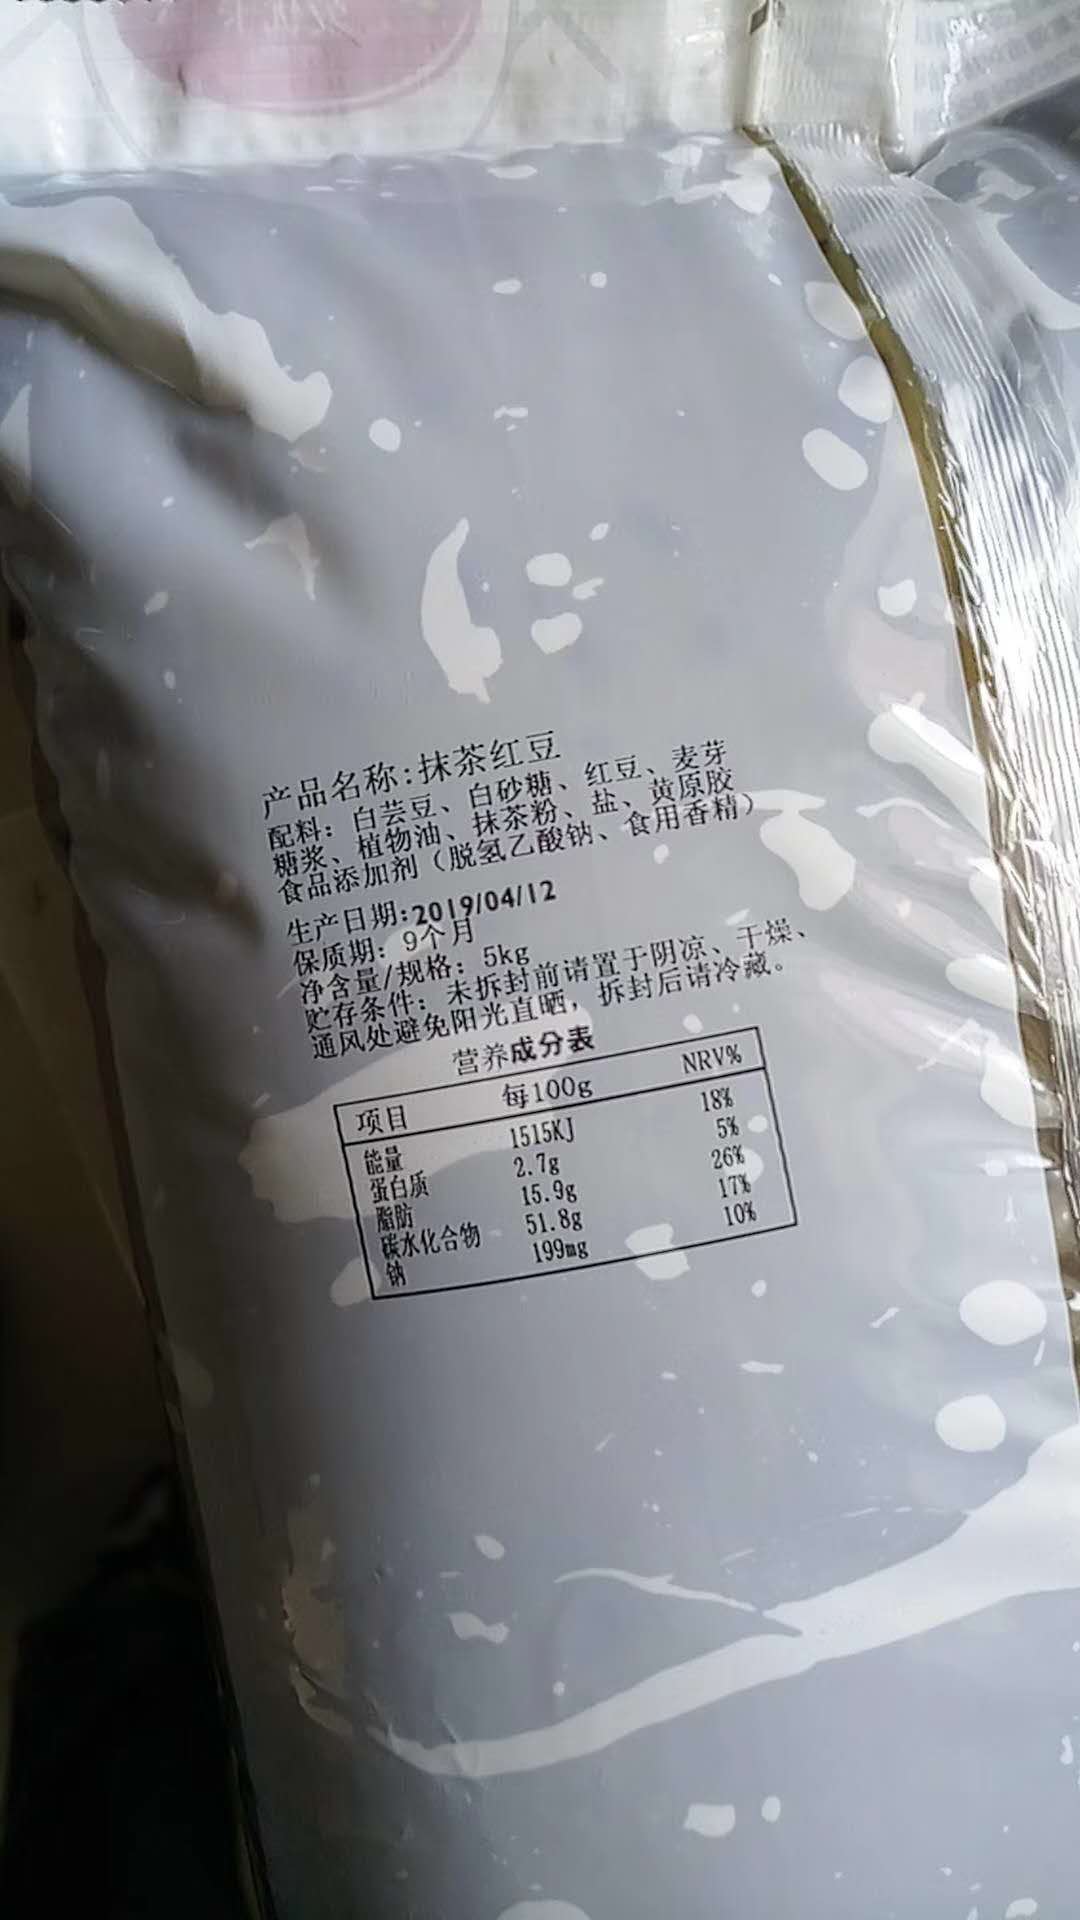 产品名称:抹茶红豆
配料：白芸豆、白砂糖、红豆、麦芽
糖浆、植物油、抹茶粉、盐、黄原胶
食品添加剂（脱氢乙酸钠、食用香精）
生产日期:2019/04/12
保质期：9个月
净含量/规格：5kg
贮存条件：未拆封前请置于阴凉、干燥、
通风处避免阳光直晒，拆封后请冷藏。
营养成分表
项目 每100g NRV%
能量 1515KJ 18%
蛋白质 2.7g 5%
脂肪 15.9g 26%
碳水化合物 51.8g 17%
钠 199mg 10%